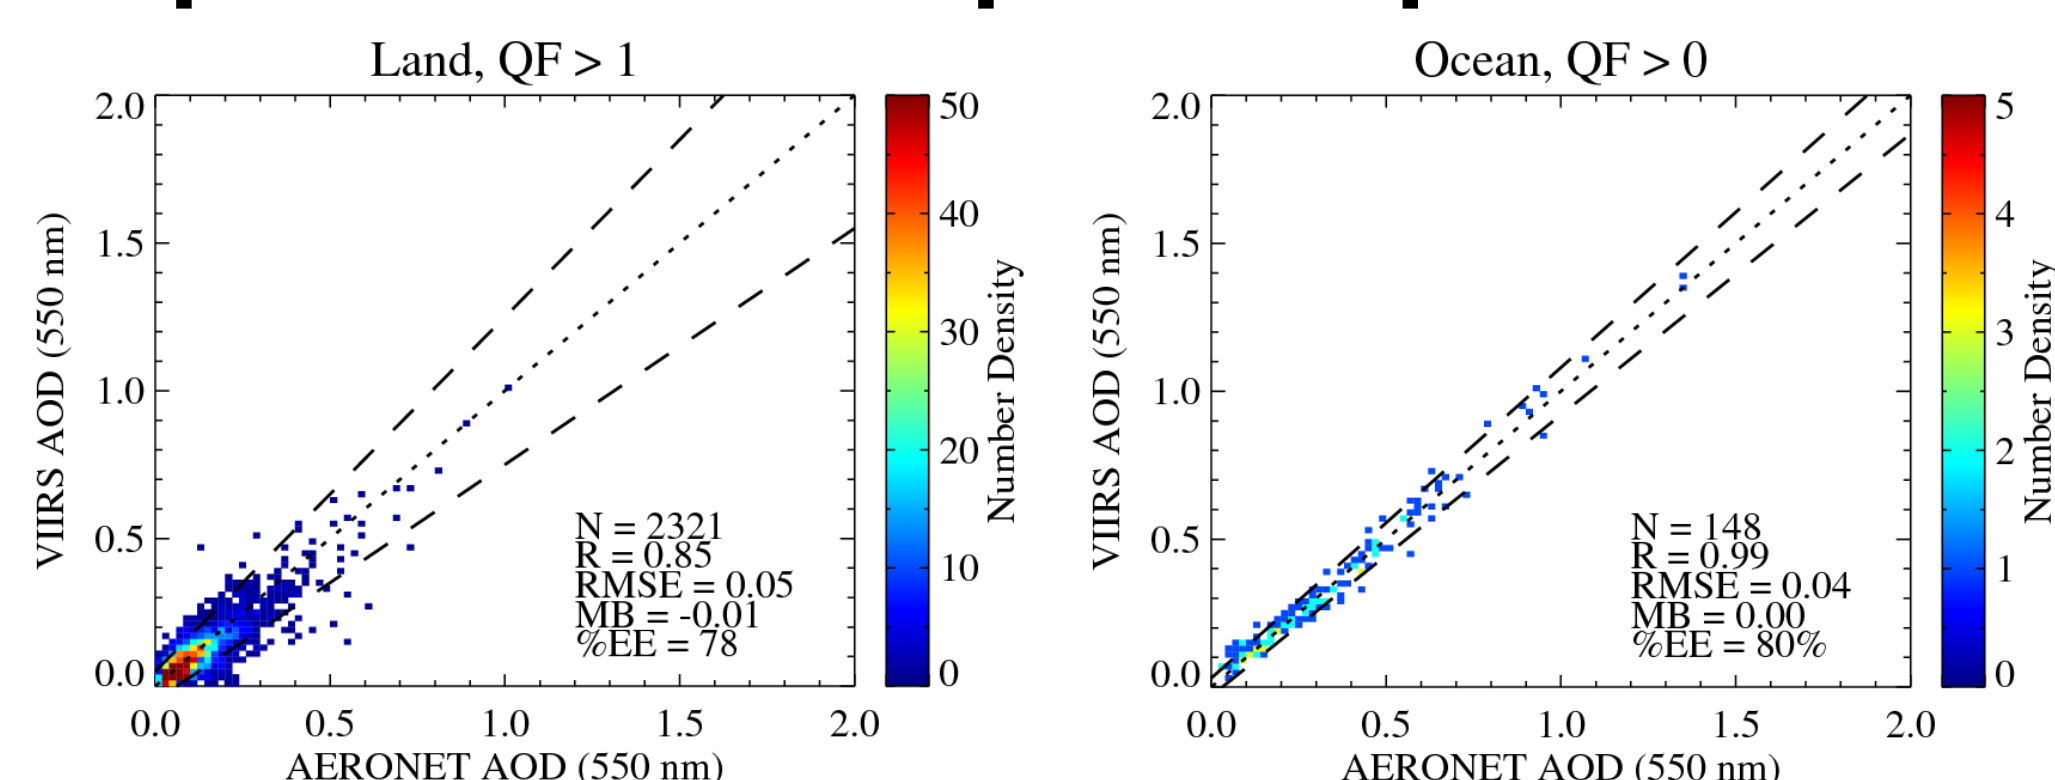 Land, QF > 1
2.0
1.5
1.0
0.5
0.0
0.0 0.5 1.0 1.5 2.0
VIIRS AOD (550 nm)
AERONET AOD (550 nm)
N = 2321
R = 0.85
RMSE = 0.05
MB = -0.01
%EE = 78
50
40
30
20
10
0
Number Density
Ocean, QF > 0
2.0
1.5
1.0
0.5
0.0
0.0 0.5 1.0 1.5 2.0
VIIRS AOD (550 nm)
AERONET AOD (550 nm)
N = 148
R = 0.99
RMSE = 0.04
MB = 0.00
%EE = 80%
5
4
3
2
1
0
Number Density